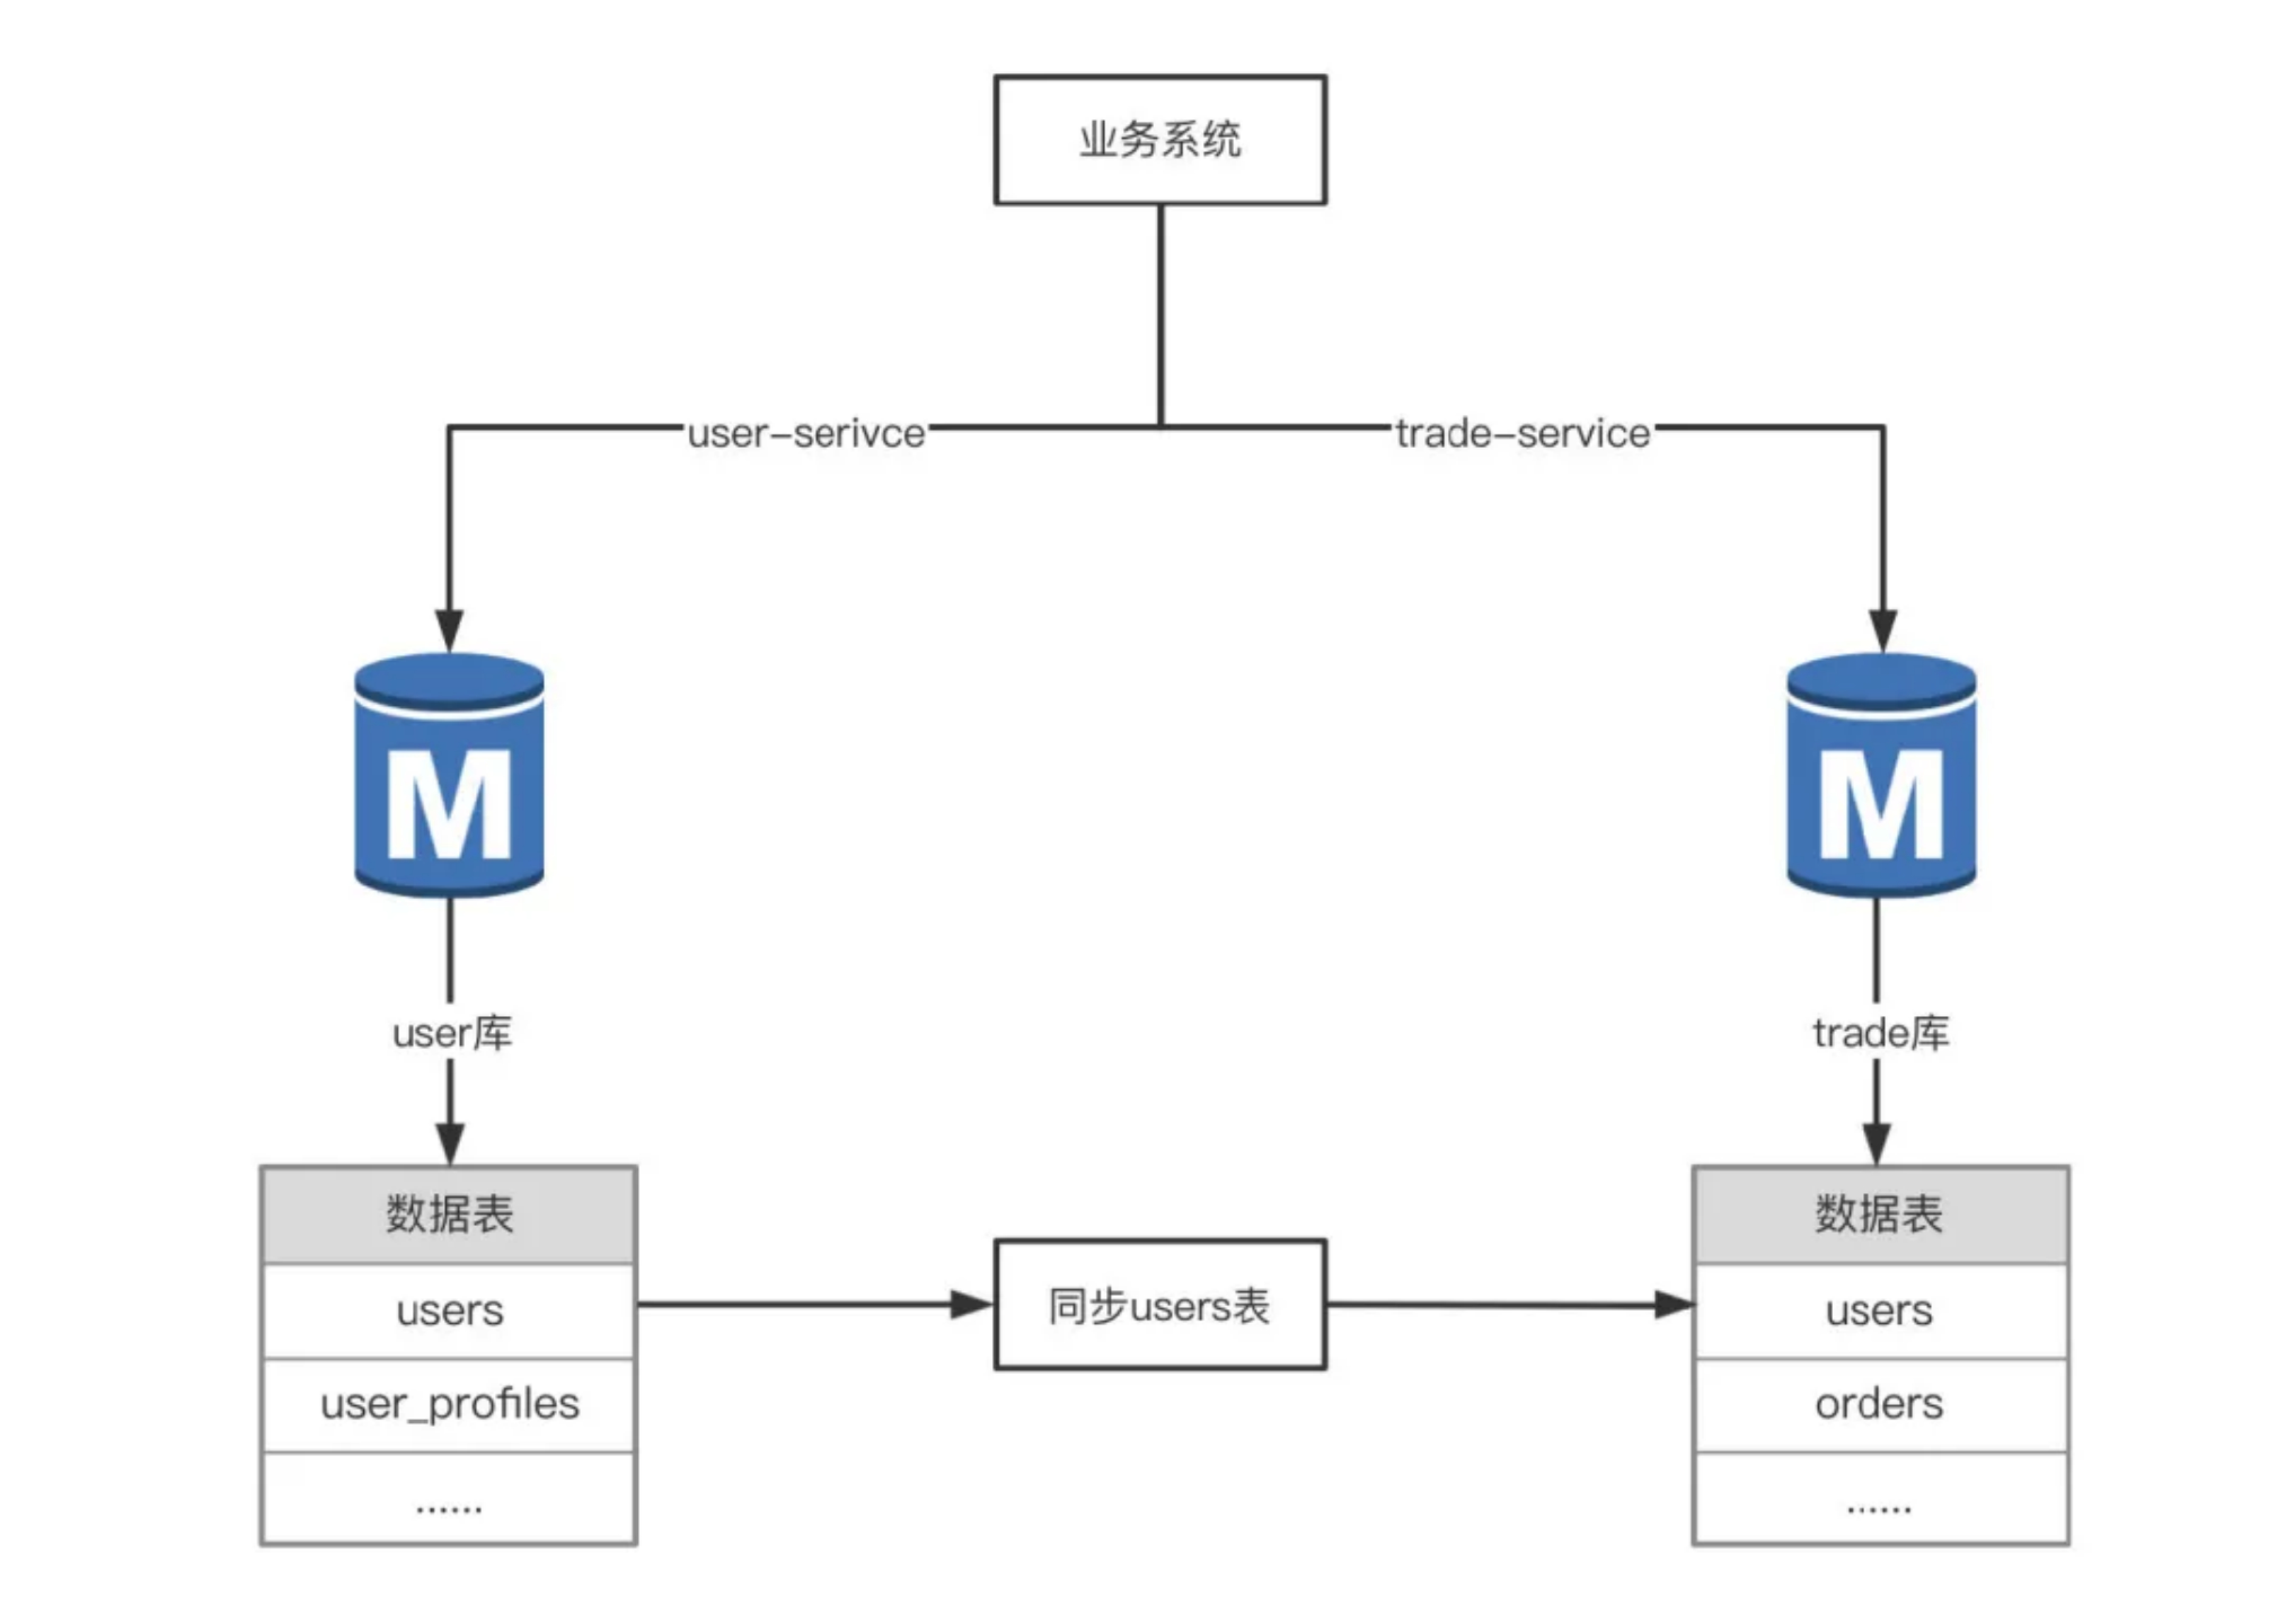 业务系统
user-serivce
trade-service
M
M
user库
trade库
数据表
数据表
users
同步users表
users
user_profiles
orders
......
......